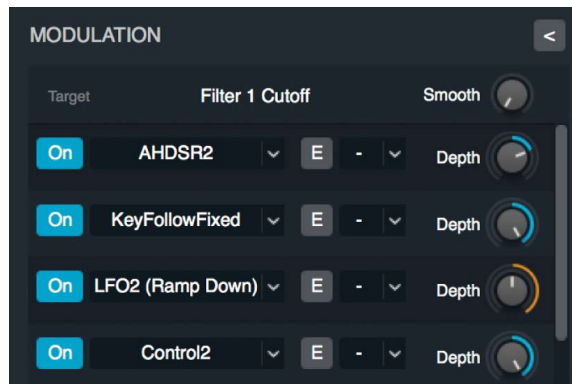 MODULATION <
Target Filter 1 Cutoff Smooth
On AHDSR2 E - Depth
On KeyFollowFixed E - Depth
On LFO2 (Ramp Down) E - Depth
On Control2 E - Depth